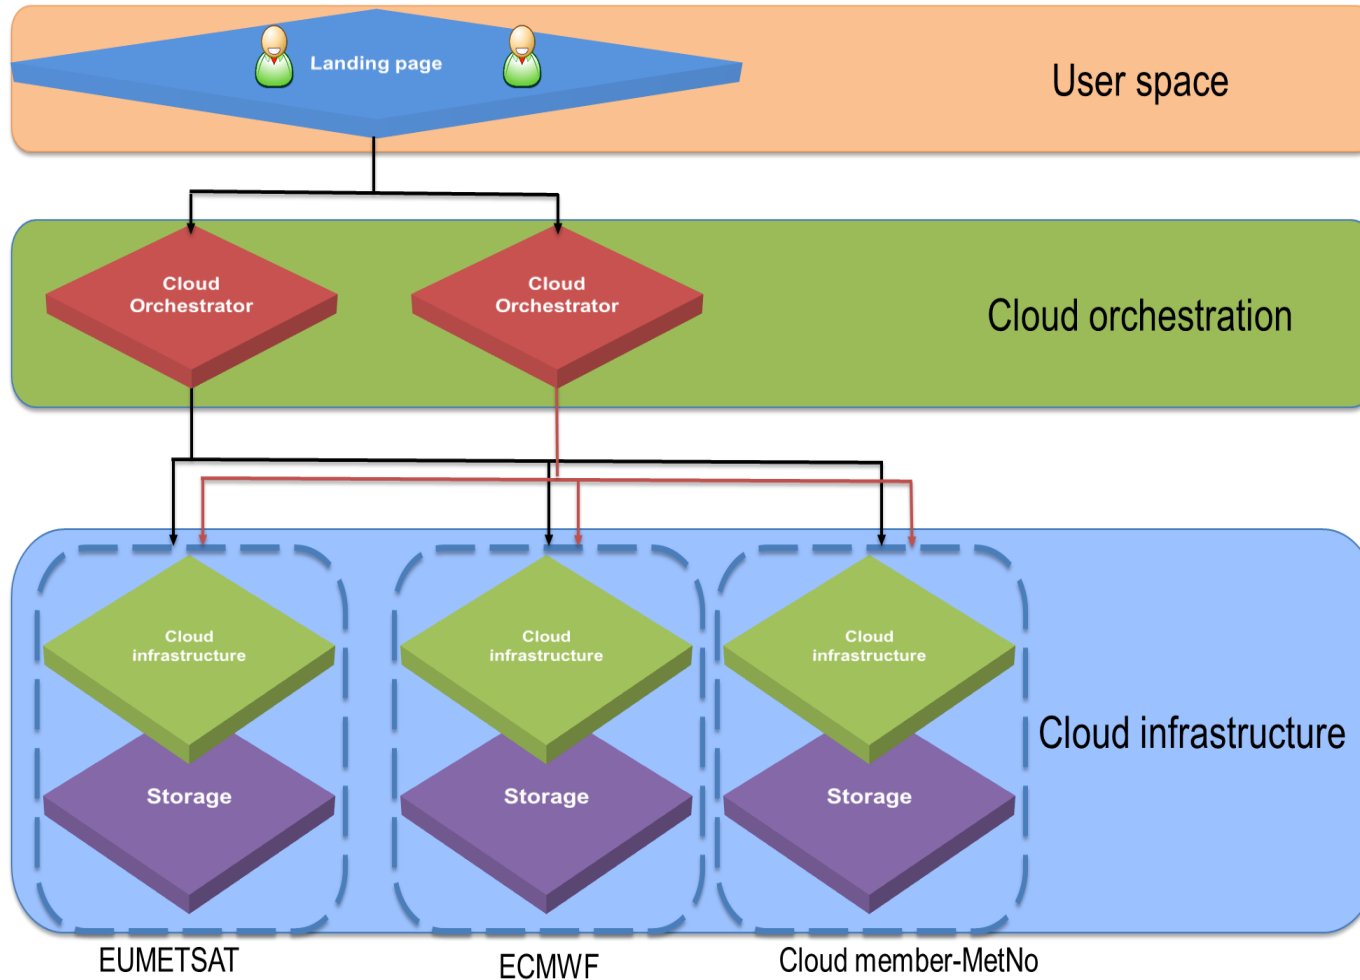 Landing page
User space
Cloud
Orchestrator
Cloud
Orchestrator
Cloud orchestration
Cloud
infrastructure
Cloud
infrastructure
Cloud
infrastructure
Cloud infrastructure
Storage
Storage
Storage
EUMETSAT
ECMWF
Cloud member-MetNo